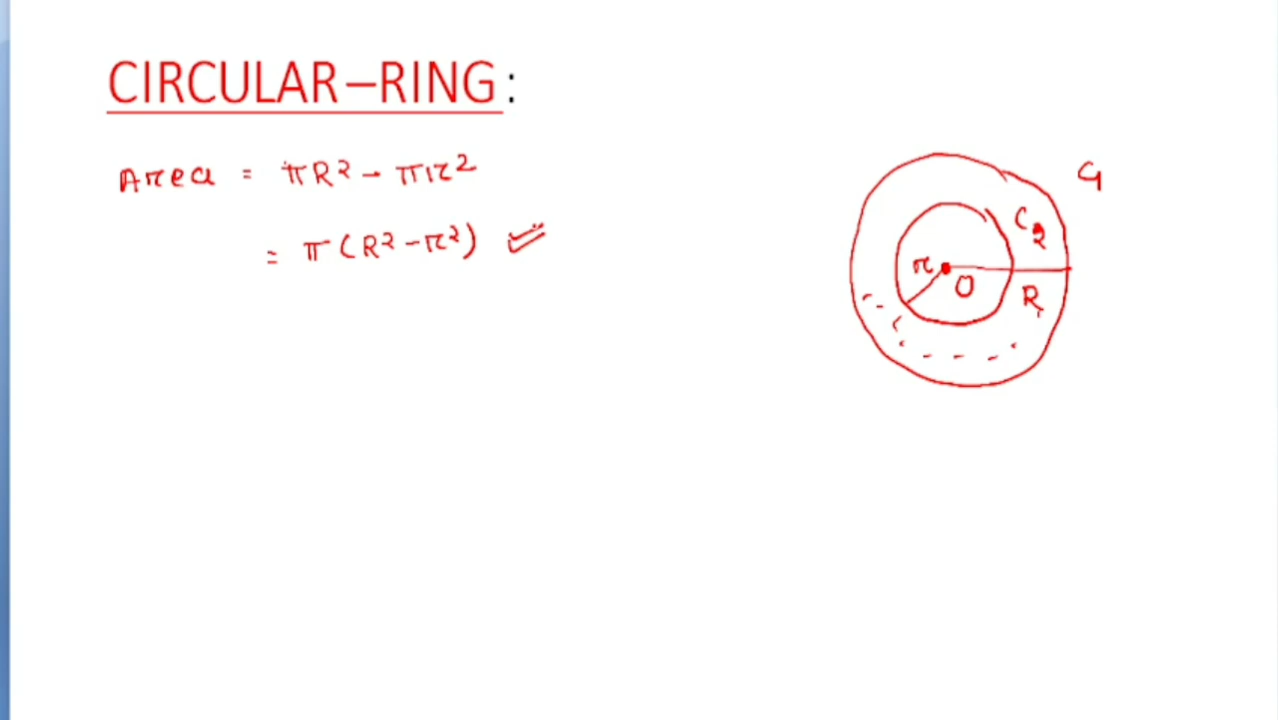 CIRCULAR–RING :
Area = πR² - πr²
= π(R² - r²)
C₁
C₂
r
O
R